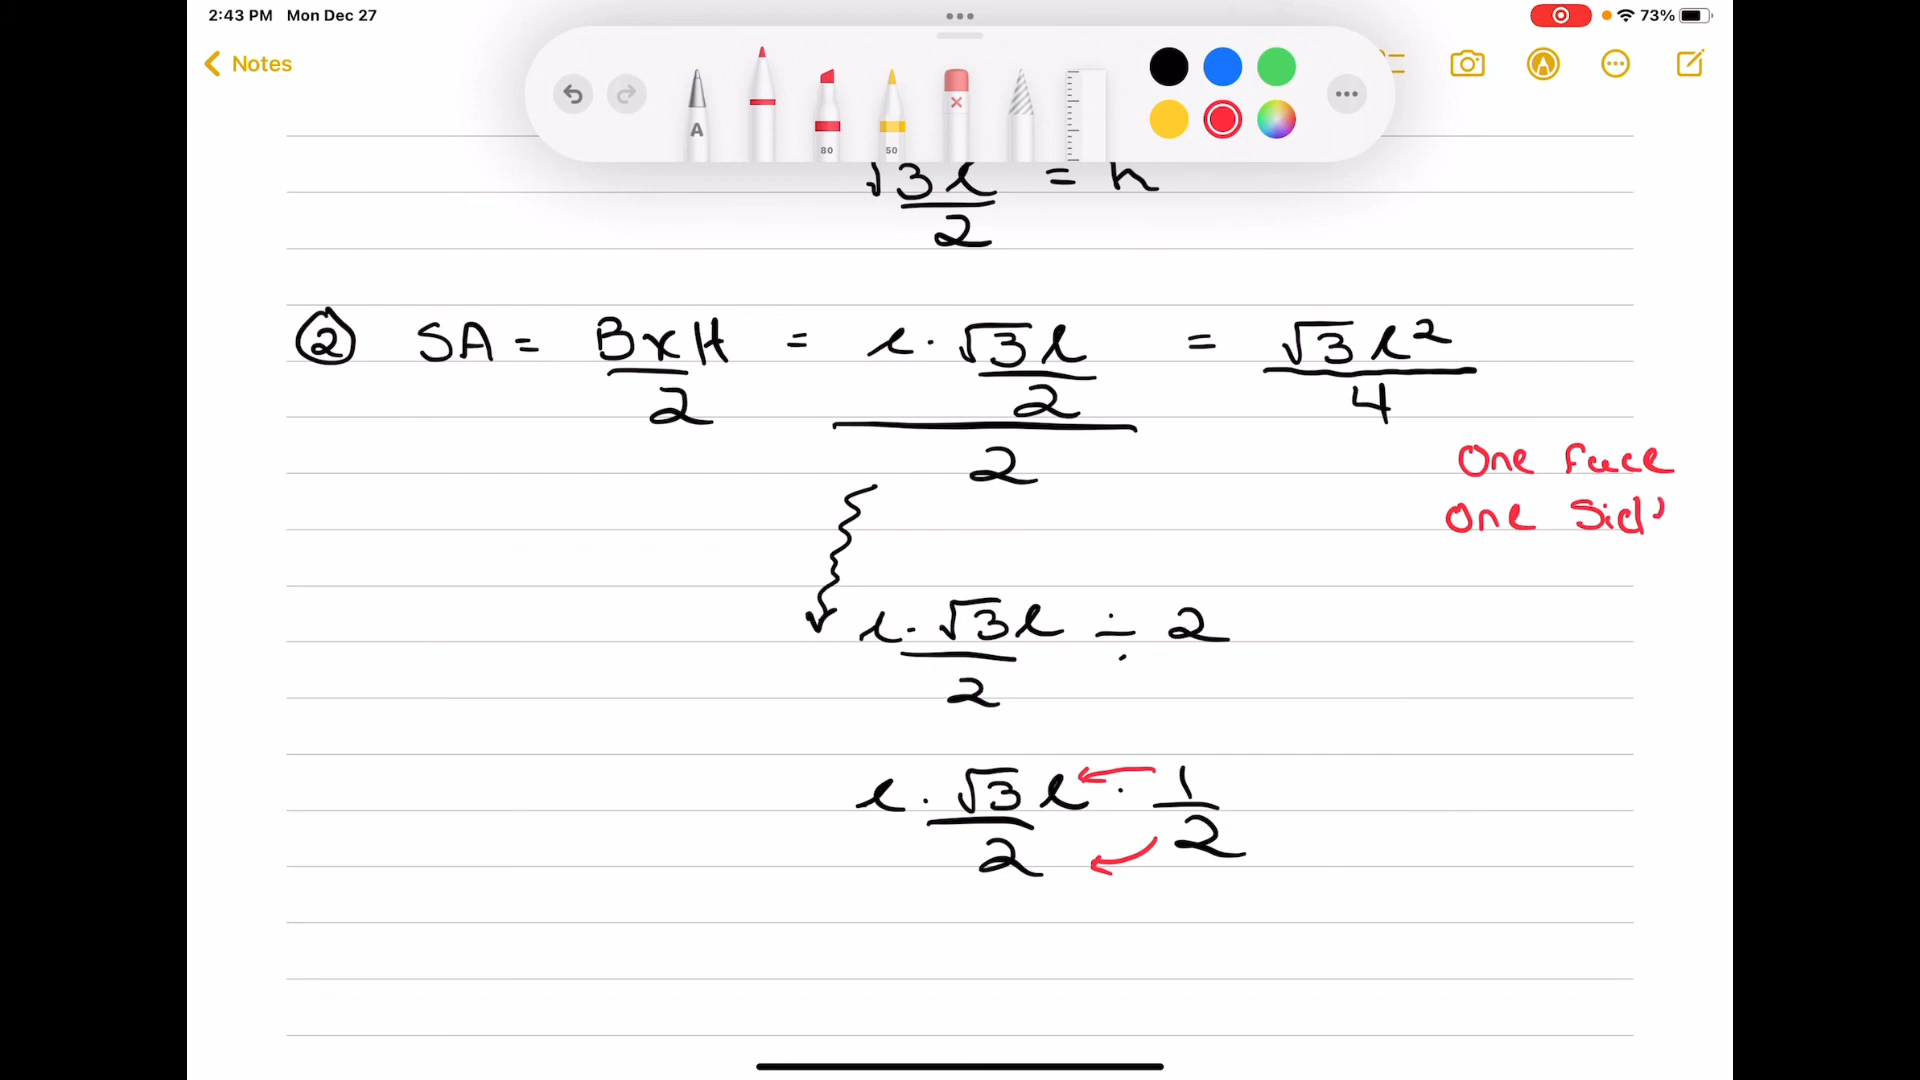 2:43 PM Mon Dec 27
73%
Notes
A
80
50
√3l/2 = h
② SA = BxH/2 = (l·√3l/2)/2 = √3l²/4
One face
One Sid
l·√3l/2 ÷ 2
l·√3l/2 · 1/2